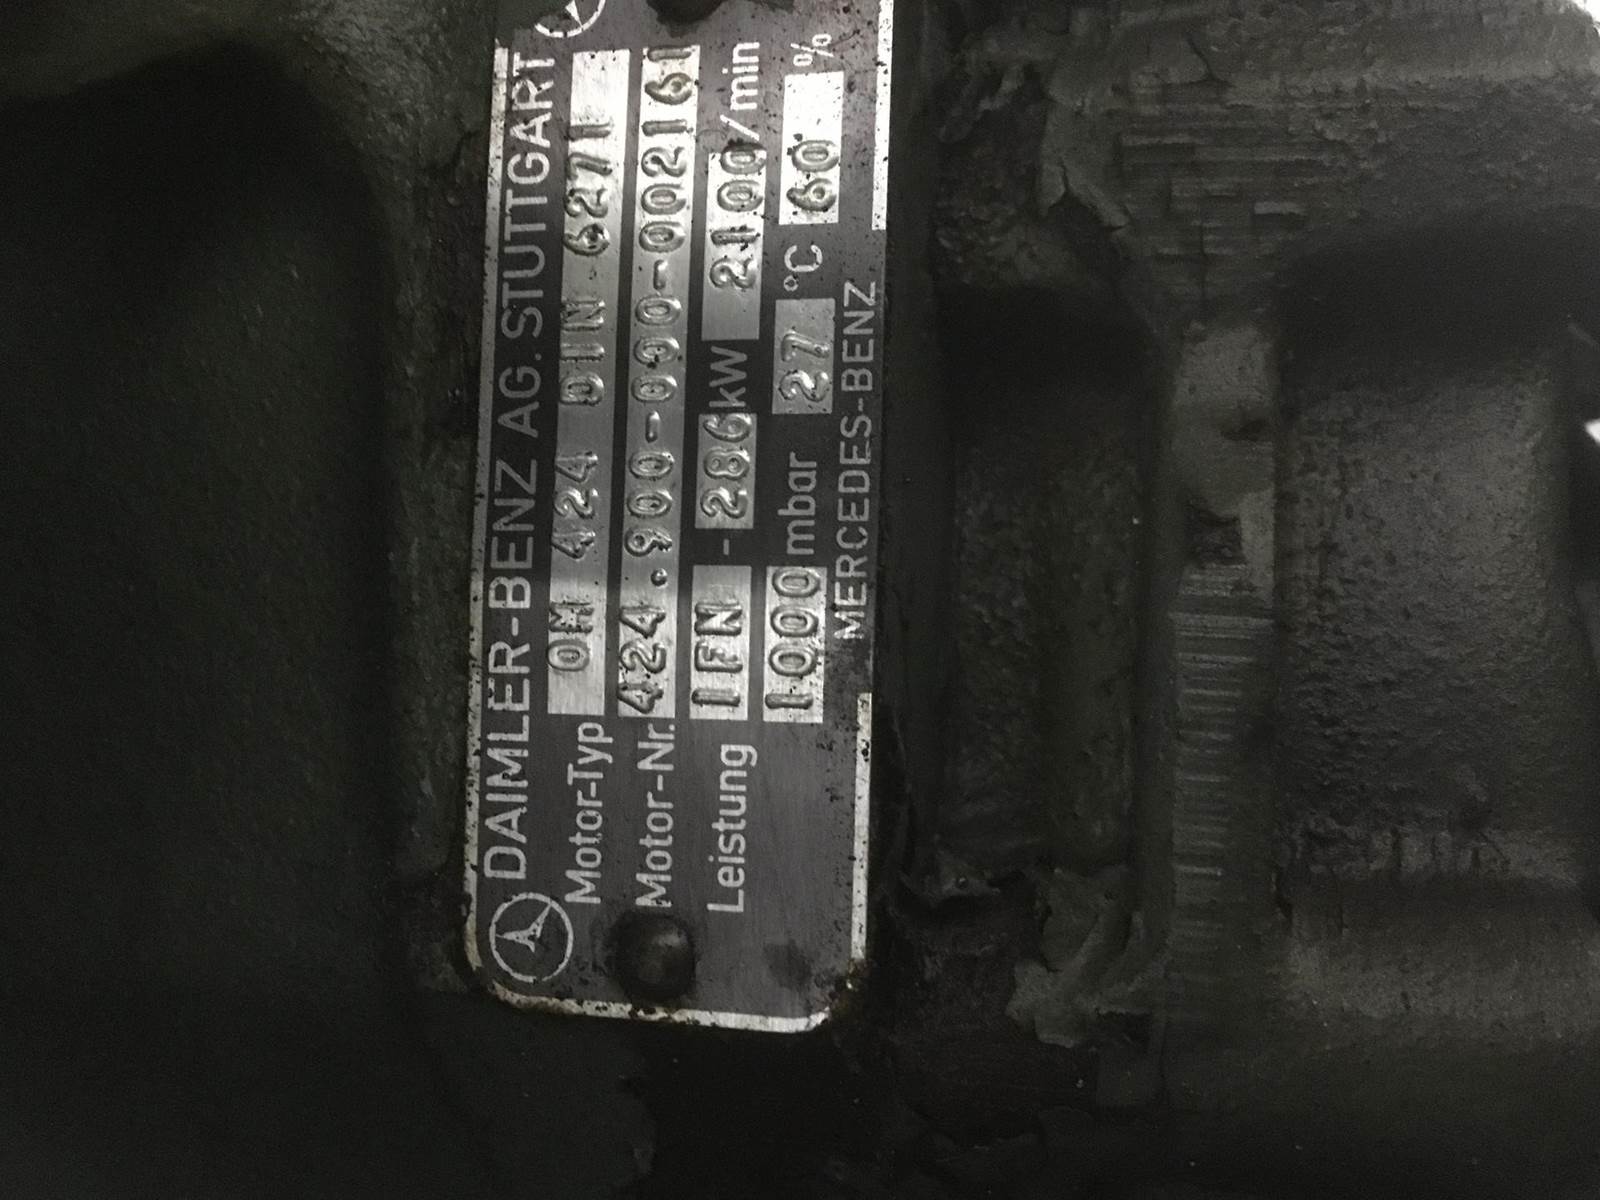 DAIMLER-BENZ AG. STUTTGART
Motor-Typ OM 424 DIN 6271
Motor-Nr. 424.900-000-002161
Leistung IFN - 286 kW 2100 /min
1000 mbar 27 °C 60 %
MERCEDES-BENZ